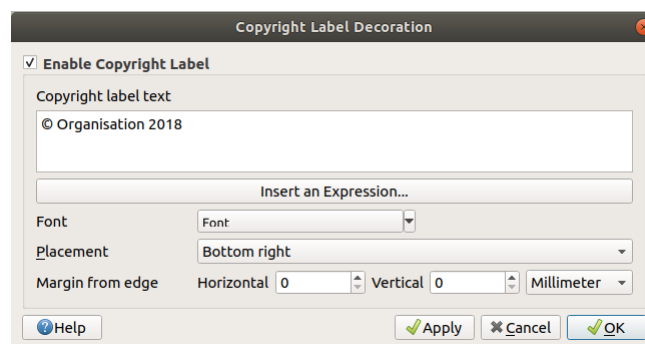 Copyright Label Decoration
Enable Copyright Label
Copyright label text
© Organisation 2018
Insert an Expression...
Font Font
Placement Bottom right
Margin from edge Horizontal 0 Vertical 0 Millimeter
Help Apply Cancel OK